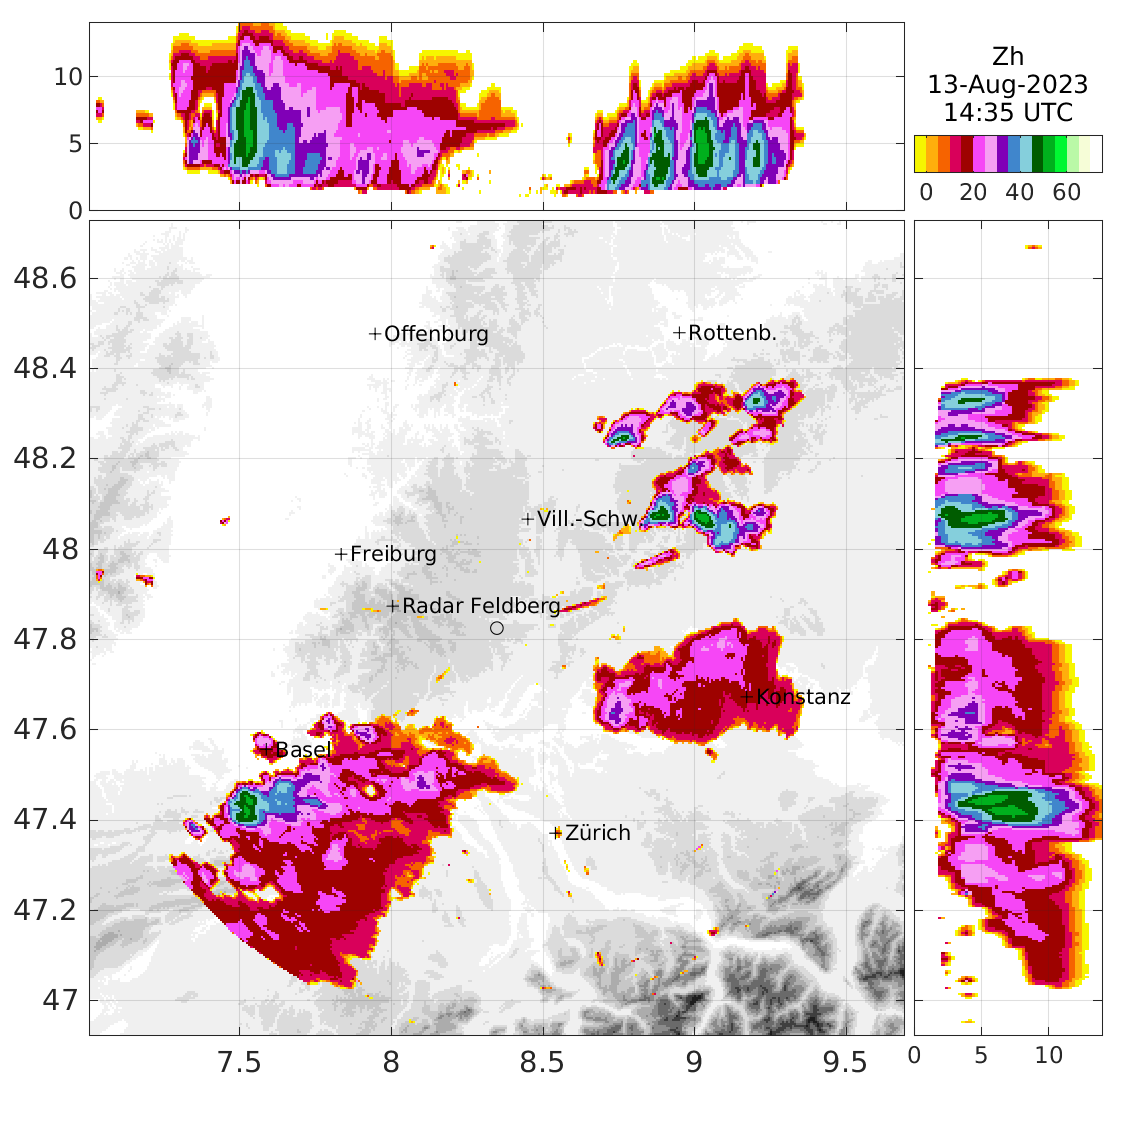 10
5
0
Zh
13-Aug-2023
14:35 UTC
0 20 40 60
48.6
48.4
48.2
48
47.8
47.6
47.4
47.2
47
+Offenburg
+Rottenb.
+Vill.-Schw.
+Freiburg
+Radar Feldberg
+Konstanz
+Basel
+Zürich
7.5 8 8.5 9 9.5
0 5 10